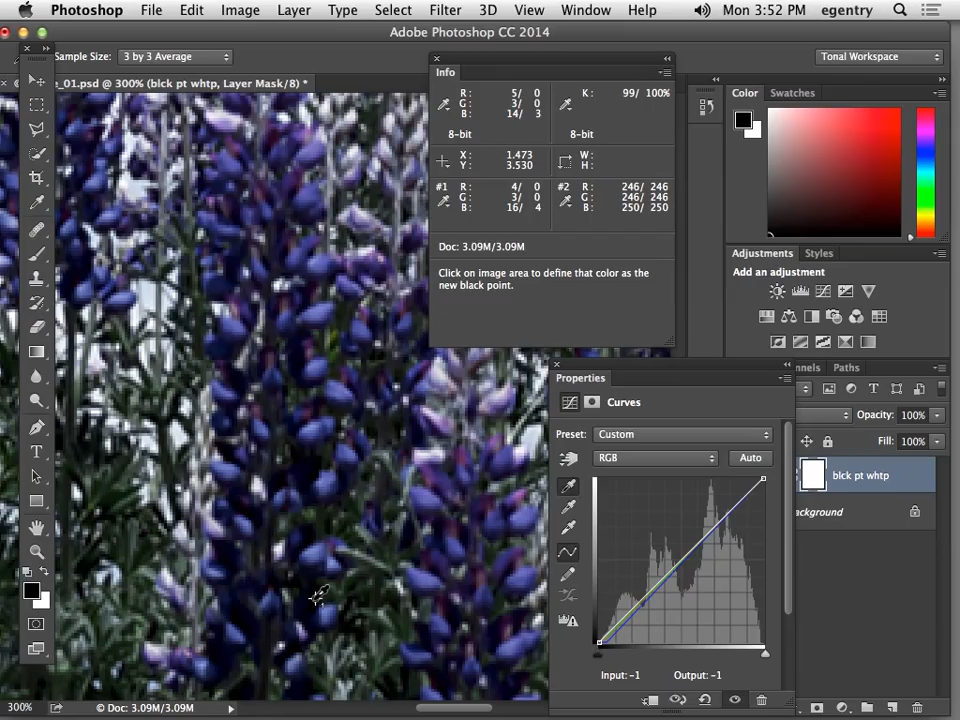 Photoshop File Edit Image Layer Type Select Filter 3D View Window Help Mon 3:52 PM egentry
Adobe Photoshop CC 2014
Sample Size: 3 by 3 Average Tonal Workspace
e_01.psd @ 300% (blck pt whtp, Layer Mask/8) *
Info
R: 5/ 0
G: 3/ 0
B: 14/ 3
8-bit
K: 99/ 100%
8-bit
X: 1.473
Y: 3.530
W:
H:
#1 R: 4/ 0
G: 3/ 0
B: 16/ 4
#2 R: 246/ 246
G: 246/ 246
B: 250/ 250
Doc: 3.09M/3.09M
Click on image area to define that color as the
new black point.
Color Swatches
Adjustments Styles
Add an adjustment
nnels Paths
Opacity: 100%
Fill: 100%
blck pt whtp
ackground
Properties
Curves
Preset: Custom
RGB Auto
Input: -1 Output: -1
T
300% Doc: 3.09M/3.09M